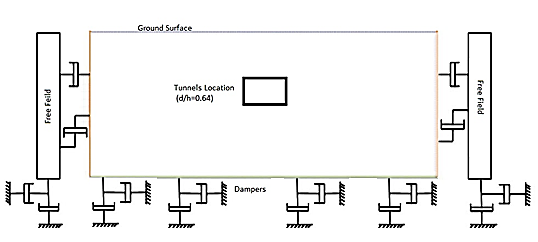 Ground Surface
Free Feild
Tunnels Location
(d/h=0.64)
Free Field
Dampers